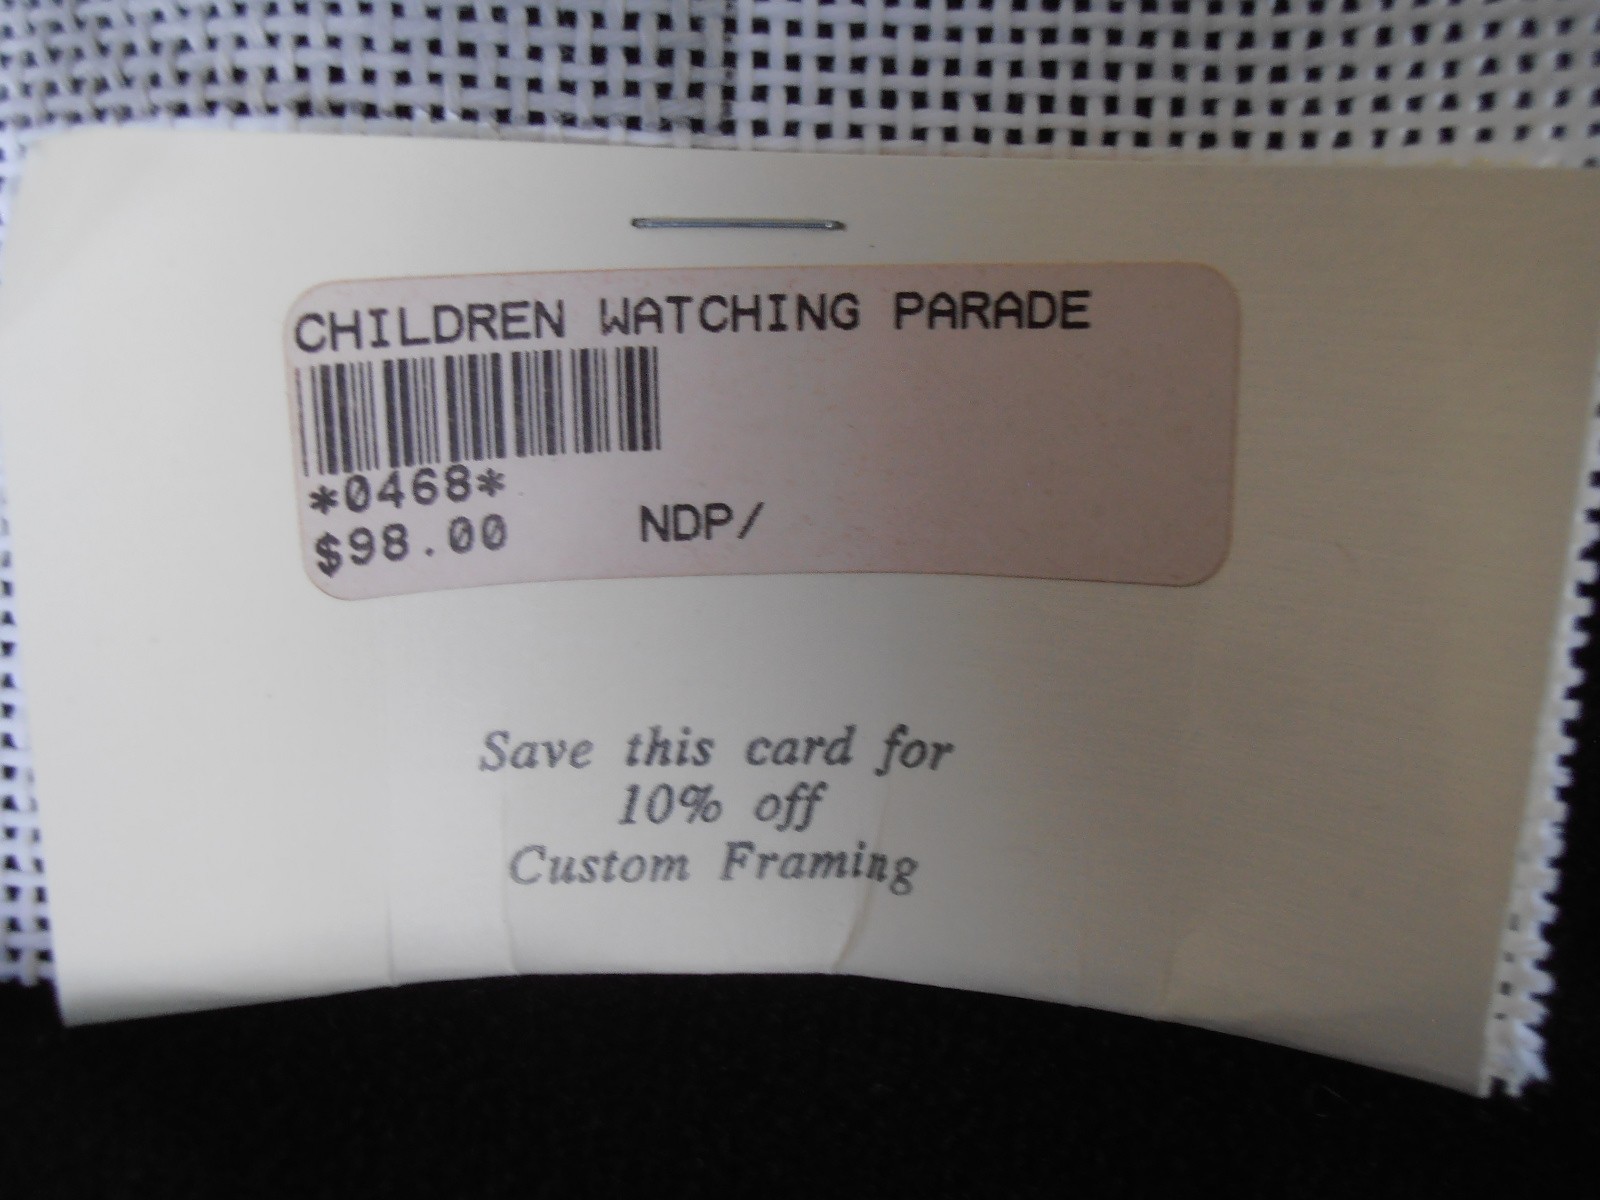 CHILDREN WATCHING PARADE
*0468*
$98.00 NDP/
Save this card for
10% off
Custom Framing